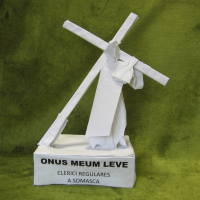 ONUS MEUM LEVE
CLERICI REGULARES
A SOMASCA